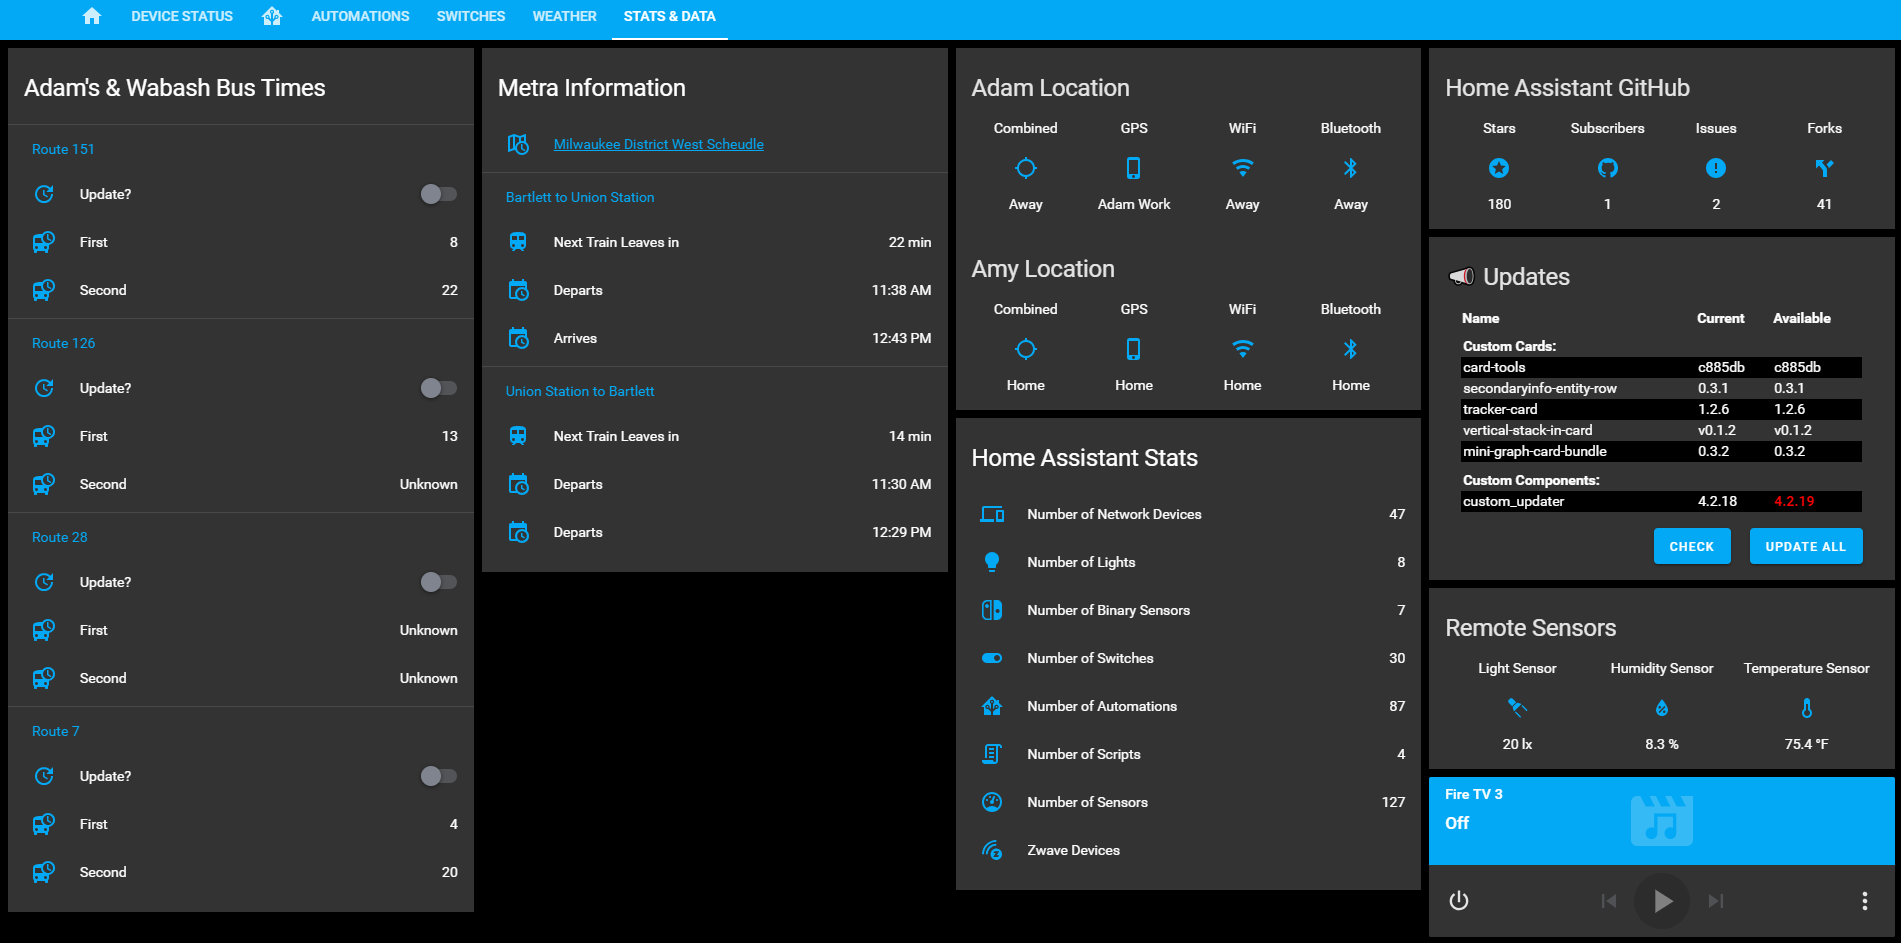 DEVICE STATUS AUTOMATIONS SWITCHES WEATHER STATS & DATA
Adam's & Wabash Bus Times
Route 151
Update?
First 8
Second 22
Route 126
Update?
First 13
Second Unknown
Route 28
Update?
First Unknown
Second Unknown
Route 7
Update?
First 4
Second 20
Metra Information
Milwaukee District West Scheudle
Bartlett to Union Station
Next Train Leaves in 22 min
Departs 11:38 AM
Arrives 12:43 PM
Union Station to Bartlett
Next Train Leaves in 14 min
Departs 11:30 AM
Departs 12:29 PM
Adam Location
Combined GPS WiFi Bluetooth
Away Adam Work Away Away
Amy Location
Combined GPS WiFi Bluetooth
Home Home Home Home
Home Assistant Stats
Number of Network Devices 47
Number of Lights 8
Number of Binary Sensors 7
Number of Switches 30
Number of Automations 87
Number of Scripts 4
Number of Sensors 127
Zwave Devices
Home Assistant GitHub
Stars Subscribers Issues Forks
180 1 2 41
Updates
Name Current Available
Custom Cards:
card-tools c885db c885db
secondaryinfo-entity-row 0.3.1 0.3.1
tracker-card 1.2.6 1.2.6
vertical-stack-in-card v0.1.2 v0.1.2
mini-graph-card-bundle 0.3.2 0.3.2
Custom Components:
custom_updater 4.2.18 4.2.19
CHECK UPDATE ALL
Remote Sensors
Light Sensor Humidity Sensor Temperature Sensor
20 lx 8.3 % 75.4 °F
Fire TV 3
Off